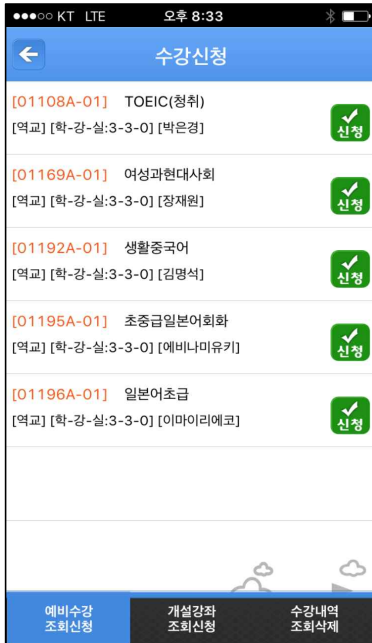 ●●●○○ KT LTE 오후 8:33
수강신청
[01108A-01] TOEIC(청취)
[역교] [학-강-실:3-3-0] [박은경]
신청
[01169A-01] 여성과현대사회
[역교] [학-강-실:3-3-0] [장재원]
신청
[01192A-01] 생활중국어
[역교] [학-강-실:3-3-0] [김명석]
신청
[01195A-01] 초중급일본어회화
[역교] [학-강-실:3-3-0] [에비나미유키]
신청
[01196A-01] 일본어초급
[역교] [학-강-실:3-3-0] [이마이리에코]
신청
예비수강 개설강좌 수강내역
조회신청 조회신청 조회삭제